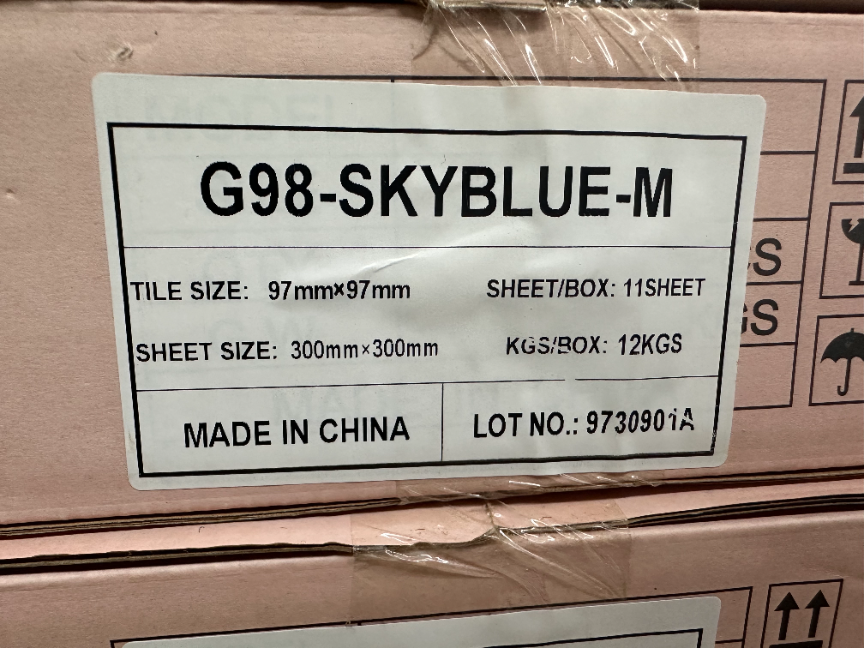 G98-SKYBLUE-M
TILE SIZE: 97mm×97mm
SHEET/BOX: 11SHEET
SHEET SIZE: 300mm×300mm
KGS/BOX: 12KGS
MADE IN CHINA
LOT NO.: 9730901A